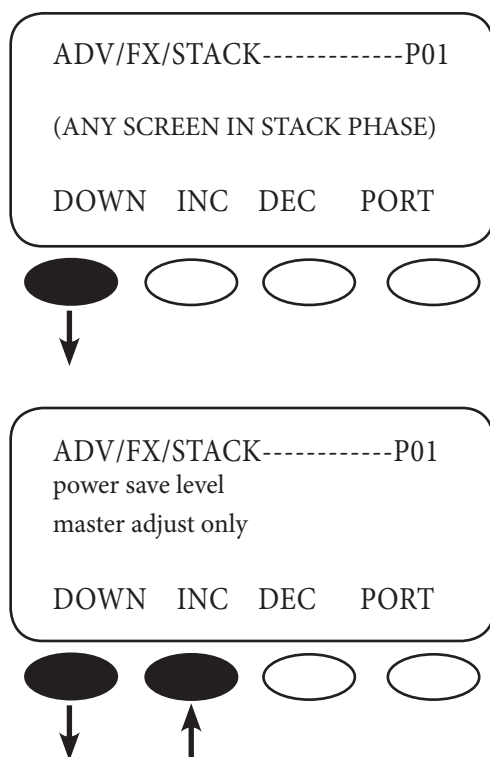 ADV/FX/STACK-------------P01
(ANY SCREEN IN STACK PHASE)
DOWN INC DEC PORT
ADV/FX/STACK------------P01
power save level
master adjust only
DOWN INC DEC PORT